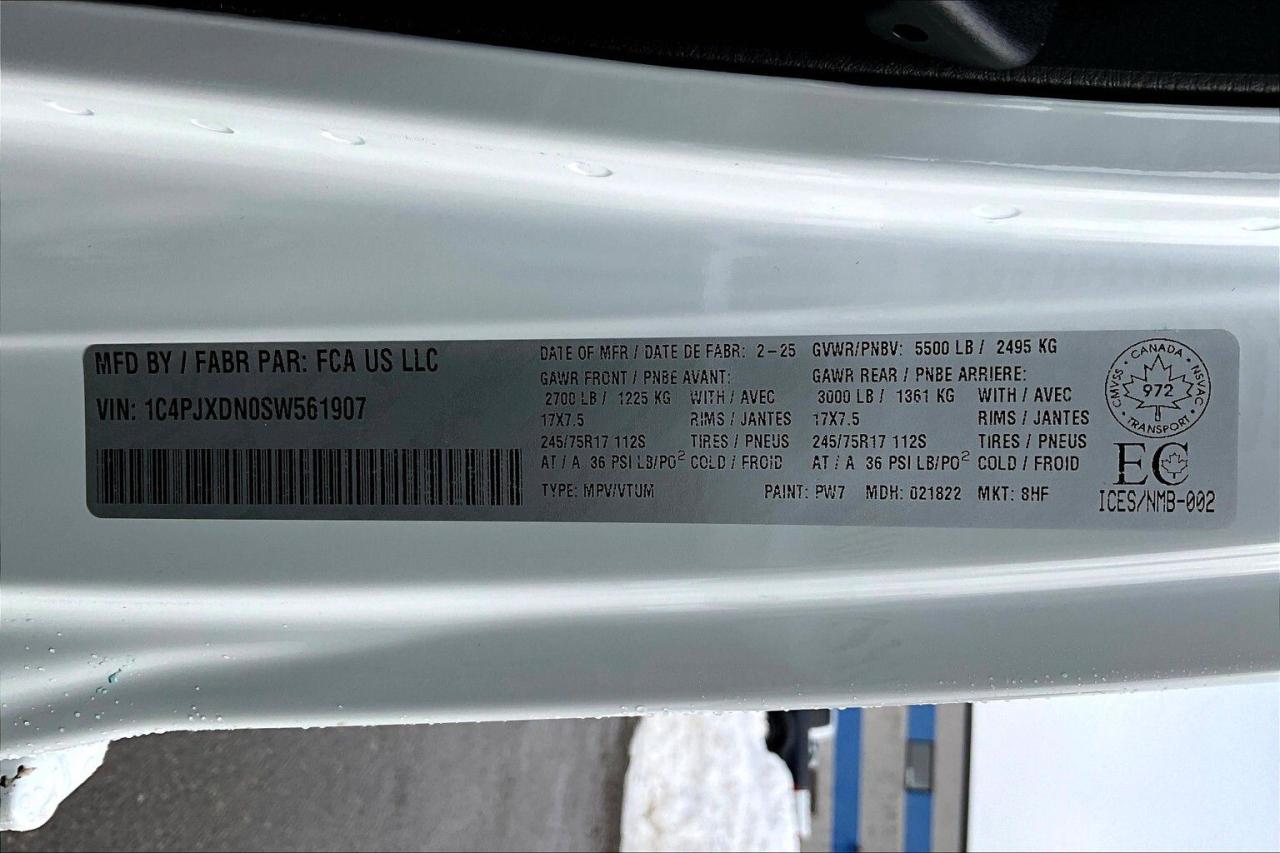 MFD BY / FABR PAR: FCA US LLC
VIN: 1C4PJXDN0SW561907
DATE OF MFR / DATE DE FABR: 2-25 GVWR/PNBV: 5500 LB / 2495 KG
GAWR FRONT / PNBE AVANT: GAWR REAR / PNBE ARRIERE:
2700 LB / 1225 KG WITH / AVEC 3000 LB / 1361 KG WITH / AVEC
17X7.5 RIMS / JANTES 17X7.5 RIMS / JANTES
245/75R17 112S TIRES / PNEUS 245/75R17 112S TIRES / PNEUS
AT / A 36 PSI LB/PO² COLD / FROID AT / A 36 PSI LB/PO² COLD / FROID
TYPE: MPV/VTUM PAINT: PW7 MDH: 021822 MKT: 8HF
CANADA
CMVSS 972 NSVAC
TRANSPORT
EC
ICES/NMB-002